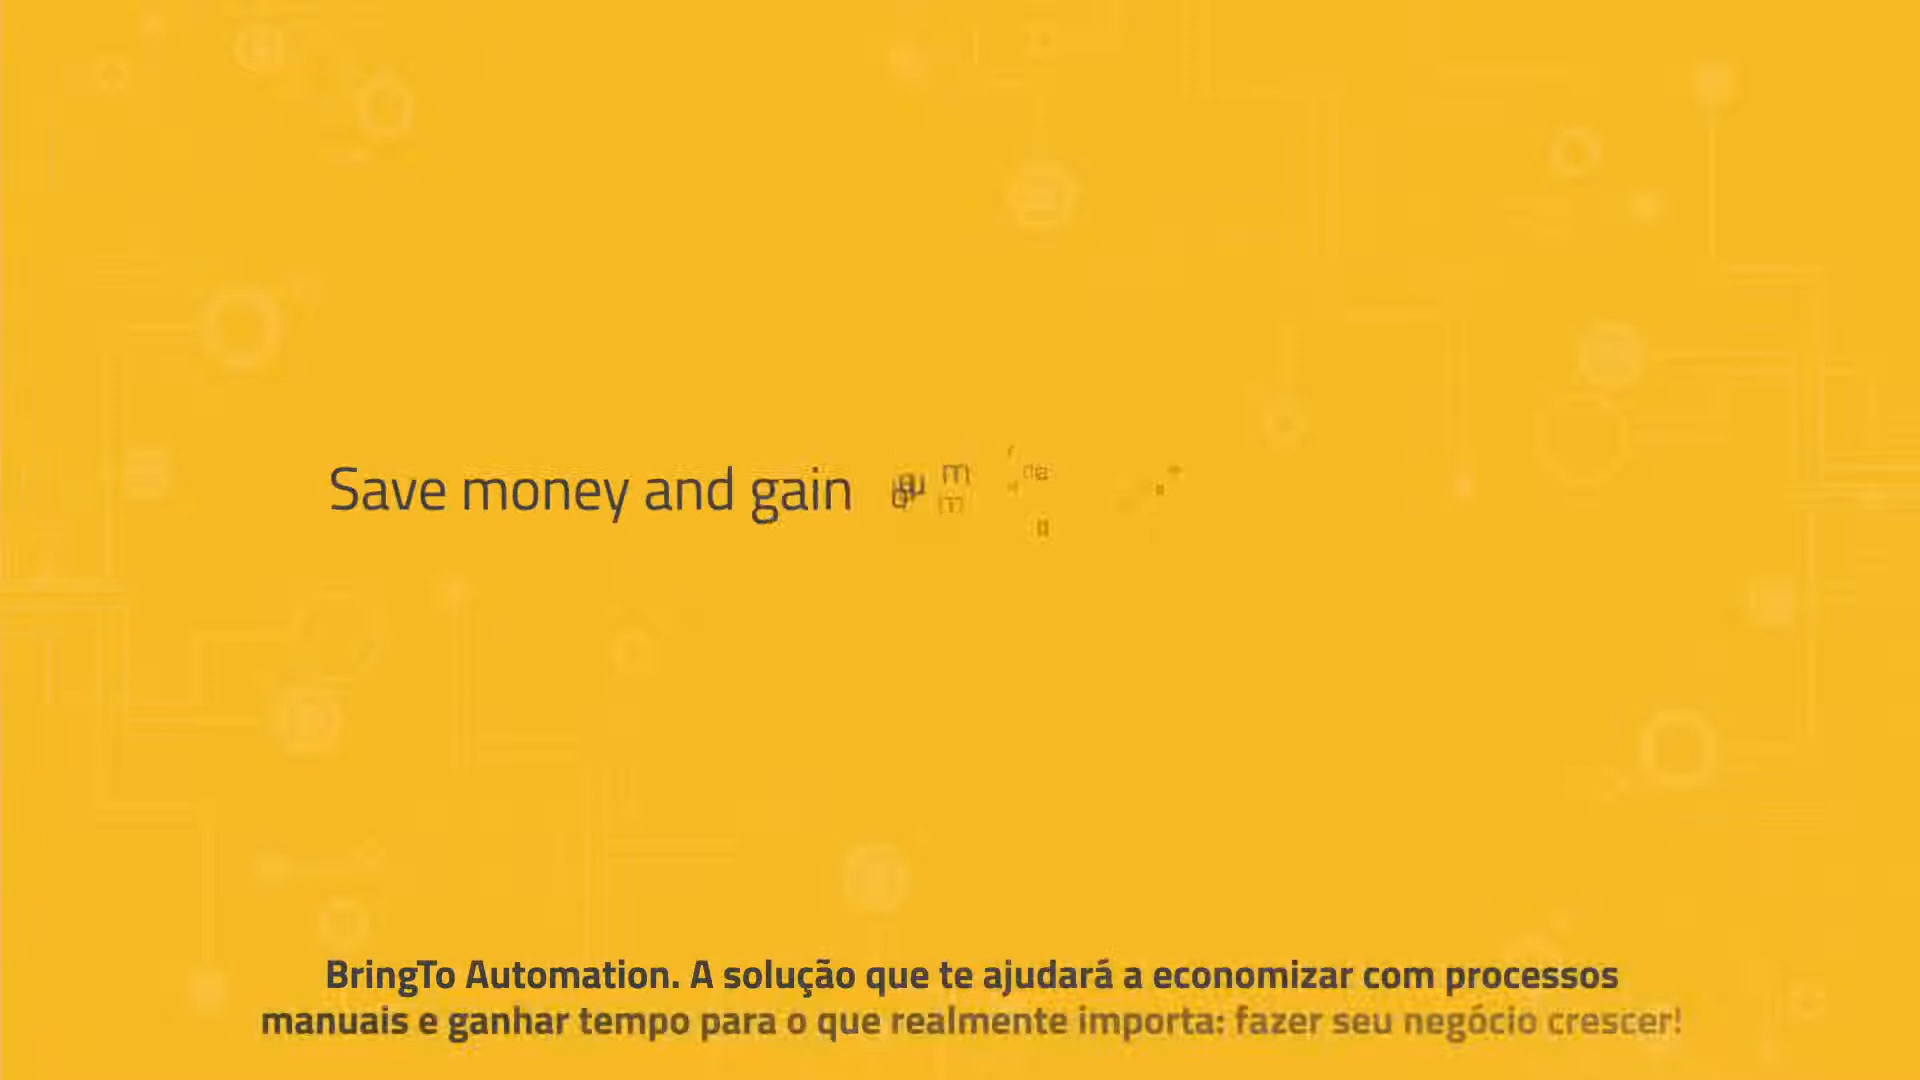 Save money and gain
BringTo Automation. A solução que te ajudará a economizar com processos
manuais e ganhar tempo para o que realmente importa: fazer seu negócio crescer!